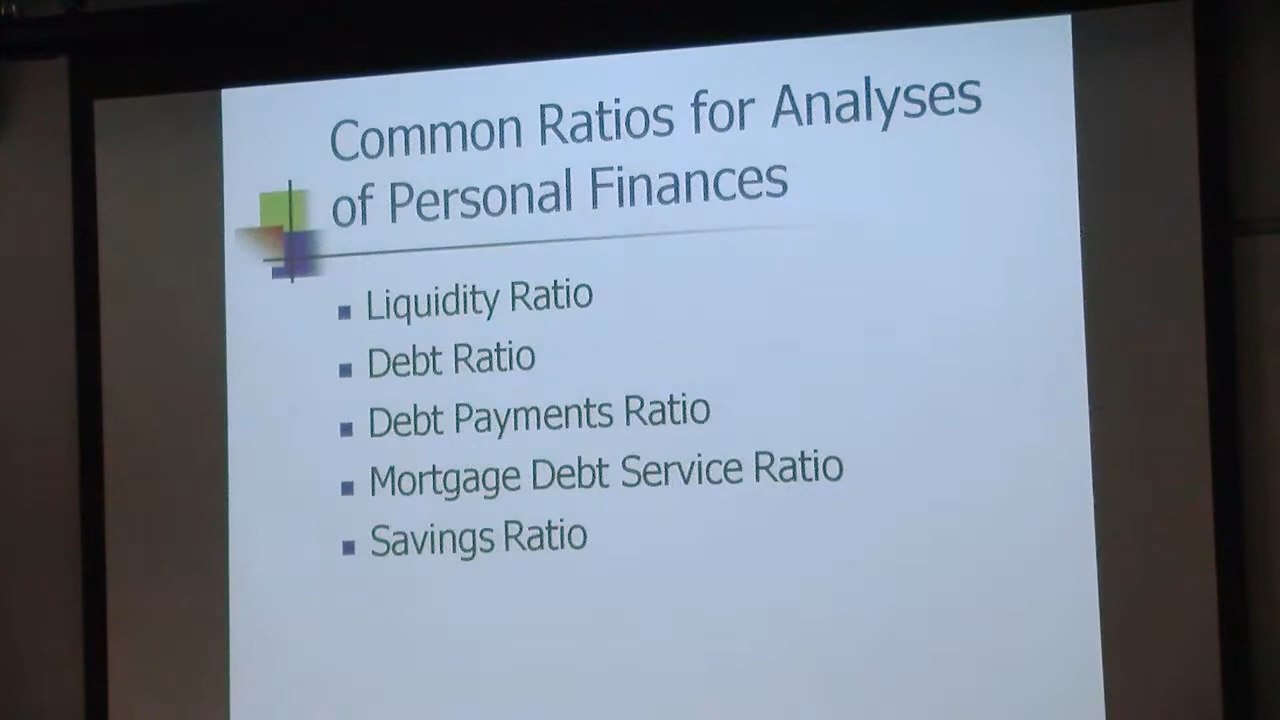 Common Ratios for Analyses
of Personal Finances
Liquidity Ratio
Debt Ratio
Debt Payments Ratio
Mortgage Debt Service Ratio
Savings Ratio